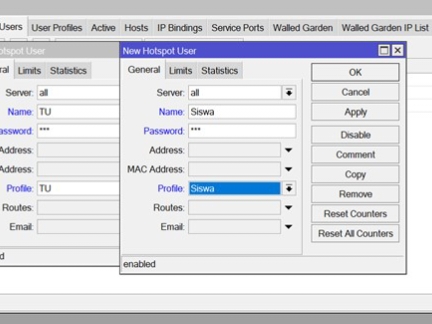 Users User Profiles Active Hosts IP Bindings Service Ports Walled Garden Walled Garden IP List
Hotspot User
Limits Statistics
Server: all
Name: TU
Password: ***
Address:
Address:
Profile: TU
Routes:
Email:
New Hotspot User
General Limits Statistics
Server: all
Name: Siswa
Password: ***
Address:
MAC Address:
Profile: Siswa
Routes:
Email:
enabled
OK
Cancel
Apply
Disable
Comment
Copy
Remove
Reset Counters
Reset All Counters